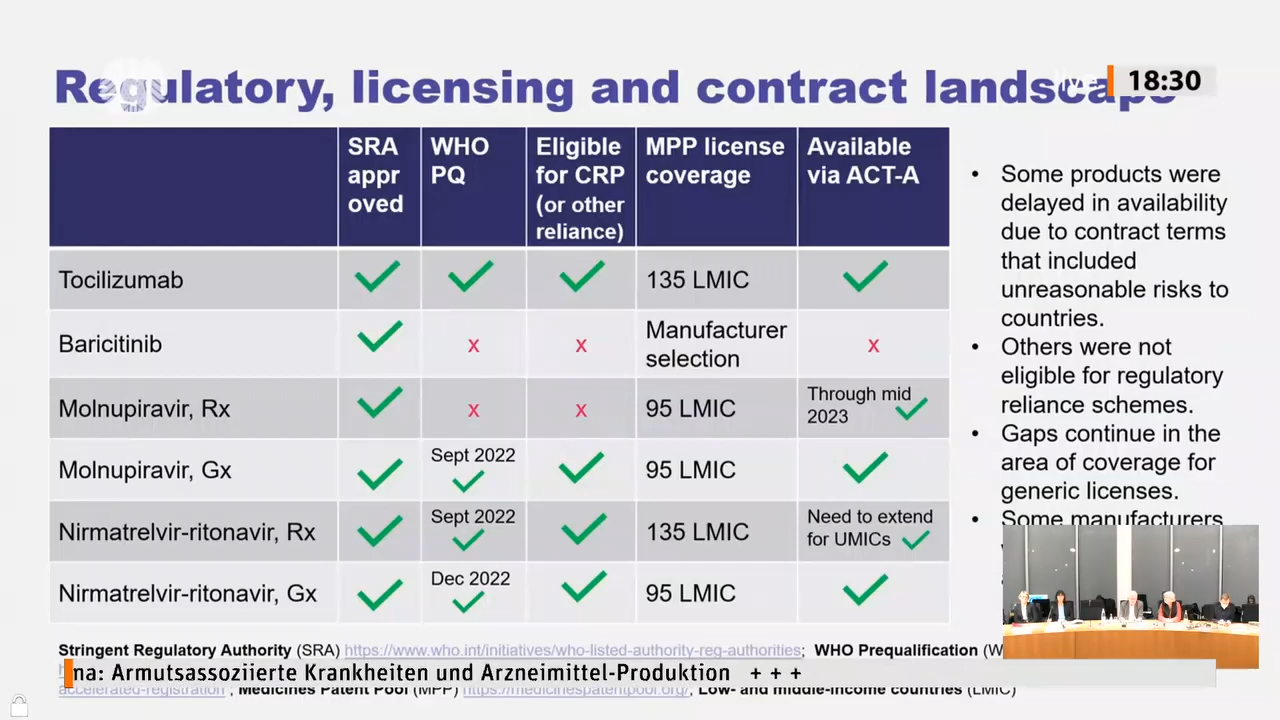 Regulatory, licensing and contract landscape
live
18:30
SRA
appr
oved
WHO
PQ
Eligible
for CRP
(or other
reliance)
MPP license
coverage
Available
via ACT-A
Tocilizumab
135 LMIC
Baricitinib
x
x
Manufacturer
selection
x
Molnupiravir, Rx
x
x
95 LMIC
Through mid
2023
Molnupiravir, Gx
Sept 2022
95 LMIC
Nirmatrelvir-ritonavir, Rx
Sept 2022
135 LMIC
Need to extend
for UMICs
Nirmatrelvir-ritonavir, Gx
Dec 2022
95 LMIC
• Some products were
delayed in availability
due to contract terms
that included
unreasonable risks to
countries.
• Others were not
eligible for regulatory
reliance schemes.
• Gaps continue in the
area of coverage for
generic licenses.
• Some manufacturers
Stringent Regulatory Authority (SRA) https://www.who.int/initiatives/who-listed-authority-reg-authorities; WHO Prequalification (W
na: Armutsassoziierte Krankheiten und Arzneimittel-Produktion + + +
accelerated-registration ; Medicines Patent Pool (MPP) https://medicinespatentpool.org/; Low- and middle-income countries (LMIC)